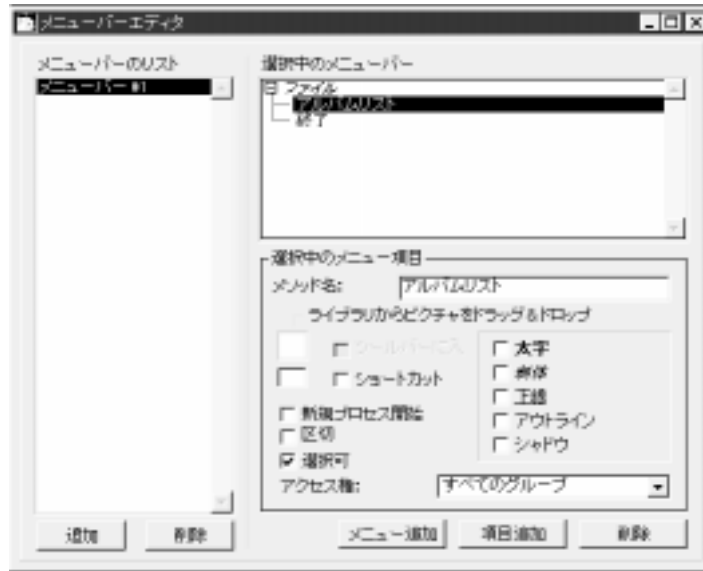 メニューバーエディタ
メニューバーのリスト
メニューバー #1
追加
削除
選択中のメニューバー
ファイル
アルバムリスト
終了
選択中のメニュー項目
メソッド名:
アルバムリスト
ライブラリからピクチャをドラッグ&ドロップ
ツールバーに入
ショートカット
新規プロセス開始
区切
選択可
太字
斜体
下線
アウトライン
シャドウ
アクセス権:
すべてのグループ
メニュー追加
項目追加
削除